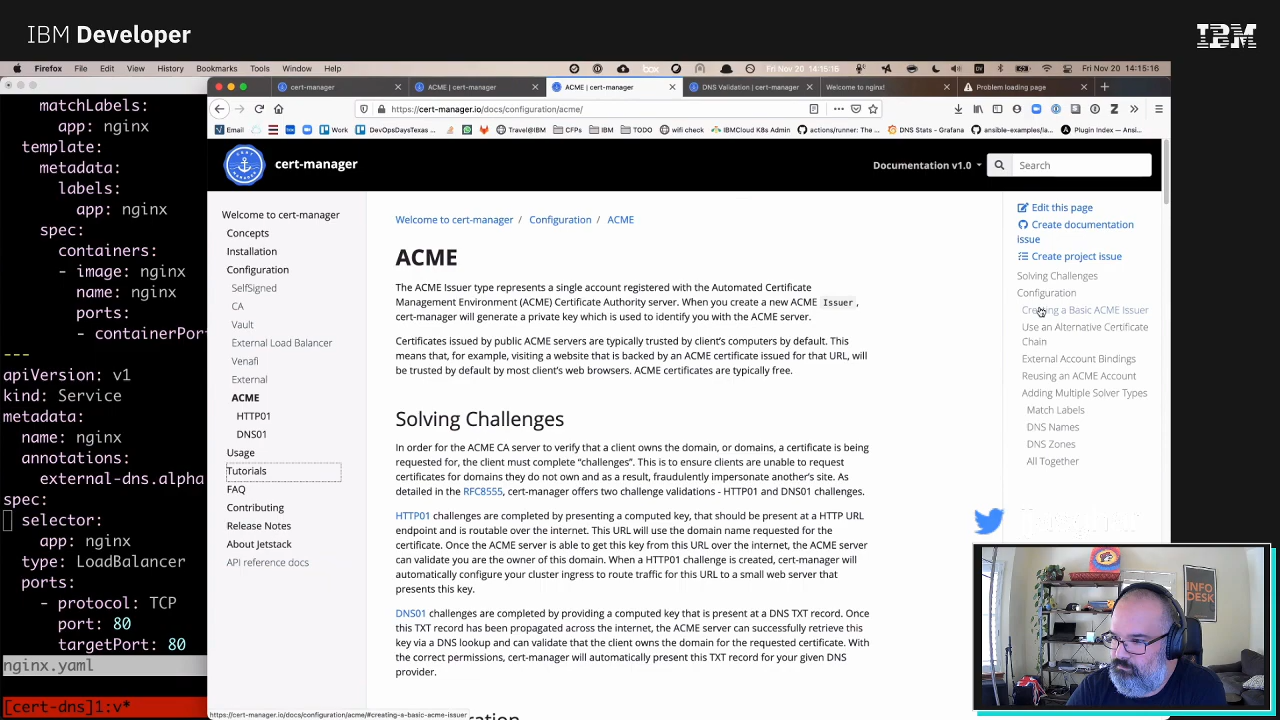 IBM Developer
IBM
Firefox File Edit View History Bookmarks Tools Window Help
box
Fri Nov 20 14:15:16
Fri Nov 20 14:15:16
cert-manager
ACME | cert-manager
ACME | cert-manager
DNS Validation | cert-manager
Welcome to nginx!
Problem loading page
https://cert-manager.io/docs/configuration/acme/
Email
Work
DevOpsDaysTexas
Travel@IBM
CFPs
IBM
TODO
wifi check
IBMCloud K8s Admin
actions/runner: The ...
DNS Stats - Grafana
ansible-examples/la...
Plugin Index — Ansi...
cert-manager
Documentation v1.0
Search
matchLabels:
app: nginx
template:
metadata:
labels:
app: nginx
spec:
containers:
- image: nginx
name: nginx
ports:
- containerPor
---
apiVersion: v1
kind: Service
metadata:
name: nginx
annotations:
external-dns.alpha
spec:
selector:
app: nginx
type: LoadBalancer
ports:
- protocol: TCP
port: 80
targetPort: 80
nginx.yaml
[cert-dns]1:v*
Welcome to cert-manager
Concepts
Installation
Configuration
SelfSigned
CA
Vault
External Load Balancer
Venafi
External
ACME
HTTP01
DNS01
Usage
Tutorials
FAQ
Contributing
Release Notes
About Jetstack
API reference docs
Welcome to cert-manager / Configuration / ACME
ACME
The ACME Issuer type represents a single account registered with the Automated Certificate
Management Environment (ACME) Certificate Authority server. When you create a new ACME Issuer,
cert-manager will generate a private key which is used to identify you with the ACME server.
Certificates issued by public ACME servers are typically trusted by client's computers by default. This
means that, for example, visiting a website that is backed by an ACME certificate issued for that URL, will
be trusted by default by most client's web browsers. ACME certificates are typically free.
Solving Challenges
In order for the ACME CA server to verify that a client owns the domain, or domains, a certificate is being
requested for, the client must complete “challenges”. This is to ensure clients are unable to request
certificates for domains they do not own and as a result, fraudulently impersonate another's site. As
detailed in the RFC8555, cert-manager offers two challenge validations - HTTP01 and DNS01 challenges.
HTTP01 challenges are completed by presenting a computed key, that should be present at a HTTP URL
endpoint and is routable over the internet. This URL will use the domain name requested for the
certificate. Once the ACME server is able to get this key from this URL over the internet, the ACME server
can validate you are the owner of this domain. When a HTTP01 challenge is created, cert-manager will
automatically configure your cluster ingress to route traffic for this URL to a small web server that
presents this key.
DNS01 challenges are completed by providing a computed key that is present at a DNS TXT record. Once
this TXT record has been propagated across the internet, the ACME server can successfully retrieve this
key via a DNS lookup and can validate that the client owns the domain for the requested certificate. With
the correct permissions, cert-manager will automatically present this TXT record for your given DNS
provider.
https://cert-manager.io/docs/configuration/acme/#creating-a-basic-acme-issuer
Edit this page
Create documentation
issue
Create project issue
Solving Challenges
Configuration
Creating a Basic ACME Issuer
Use an Alternative Certificate
Chain
External Account Bindings
Reusing an ACME Account
Adding Multiple Solver Types
Match Labels
DNS Names
DNS Zones
All Together
INFO
DESK